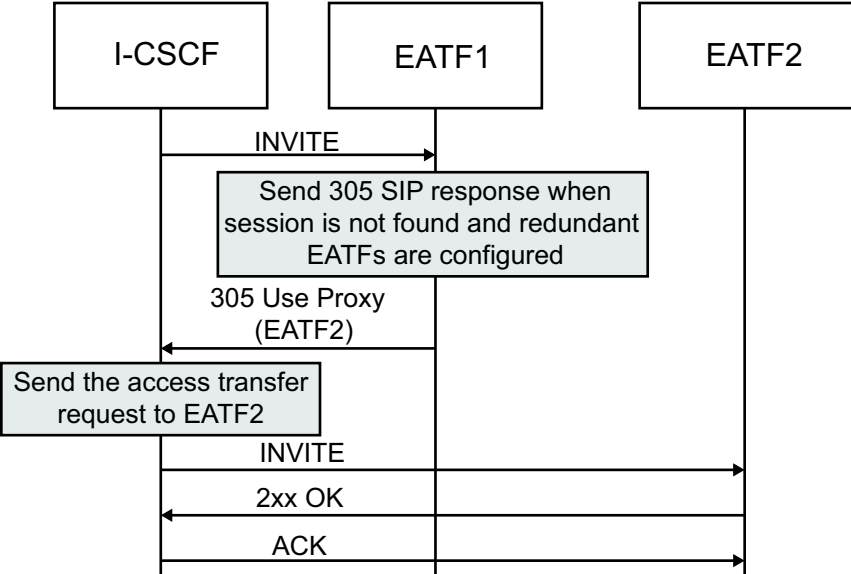 I-CSCF
EATF1
EATF2
INVITE
Send 305 SIP response when
session is not found and redundant
EATFs are configured
305 Use Proxy
(EATF2)
Send the access transfer
request to EATF2
INVITE
2xx OK
ACK